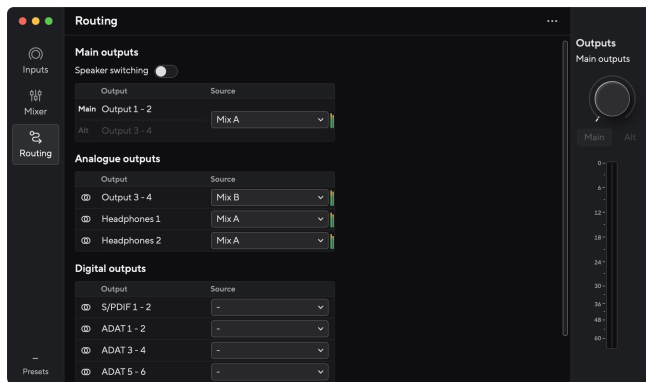 Routing
...
Inputs
Mixer
Routing
Presets
Main outputs
Speaker switching
Output Source
Main Output 1 - 2
Mix A
Alt Output 3 - 4
Analogue outputs
Output Source
Output 3 - 4 Mix B
Headphones 1 Mix A
Headphones 2 Mix A
Digital outputs
Output Source
S/PDIF 1 - 2 -
ADAT 1 - 2 -
ADAT 3 - 4 -
ADAT 5 - 6 -
Outputs
Main outputs
Main Alt
0
6
12
18
24
30
36
48
60